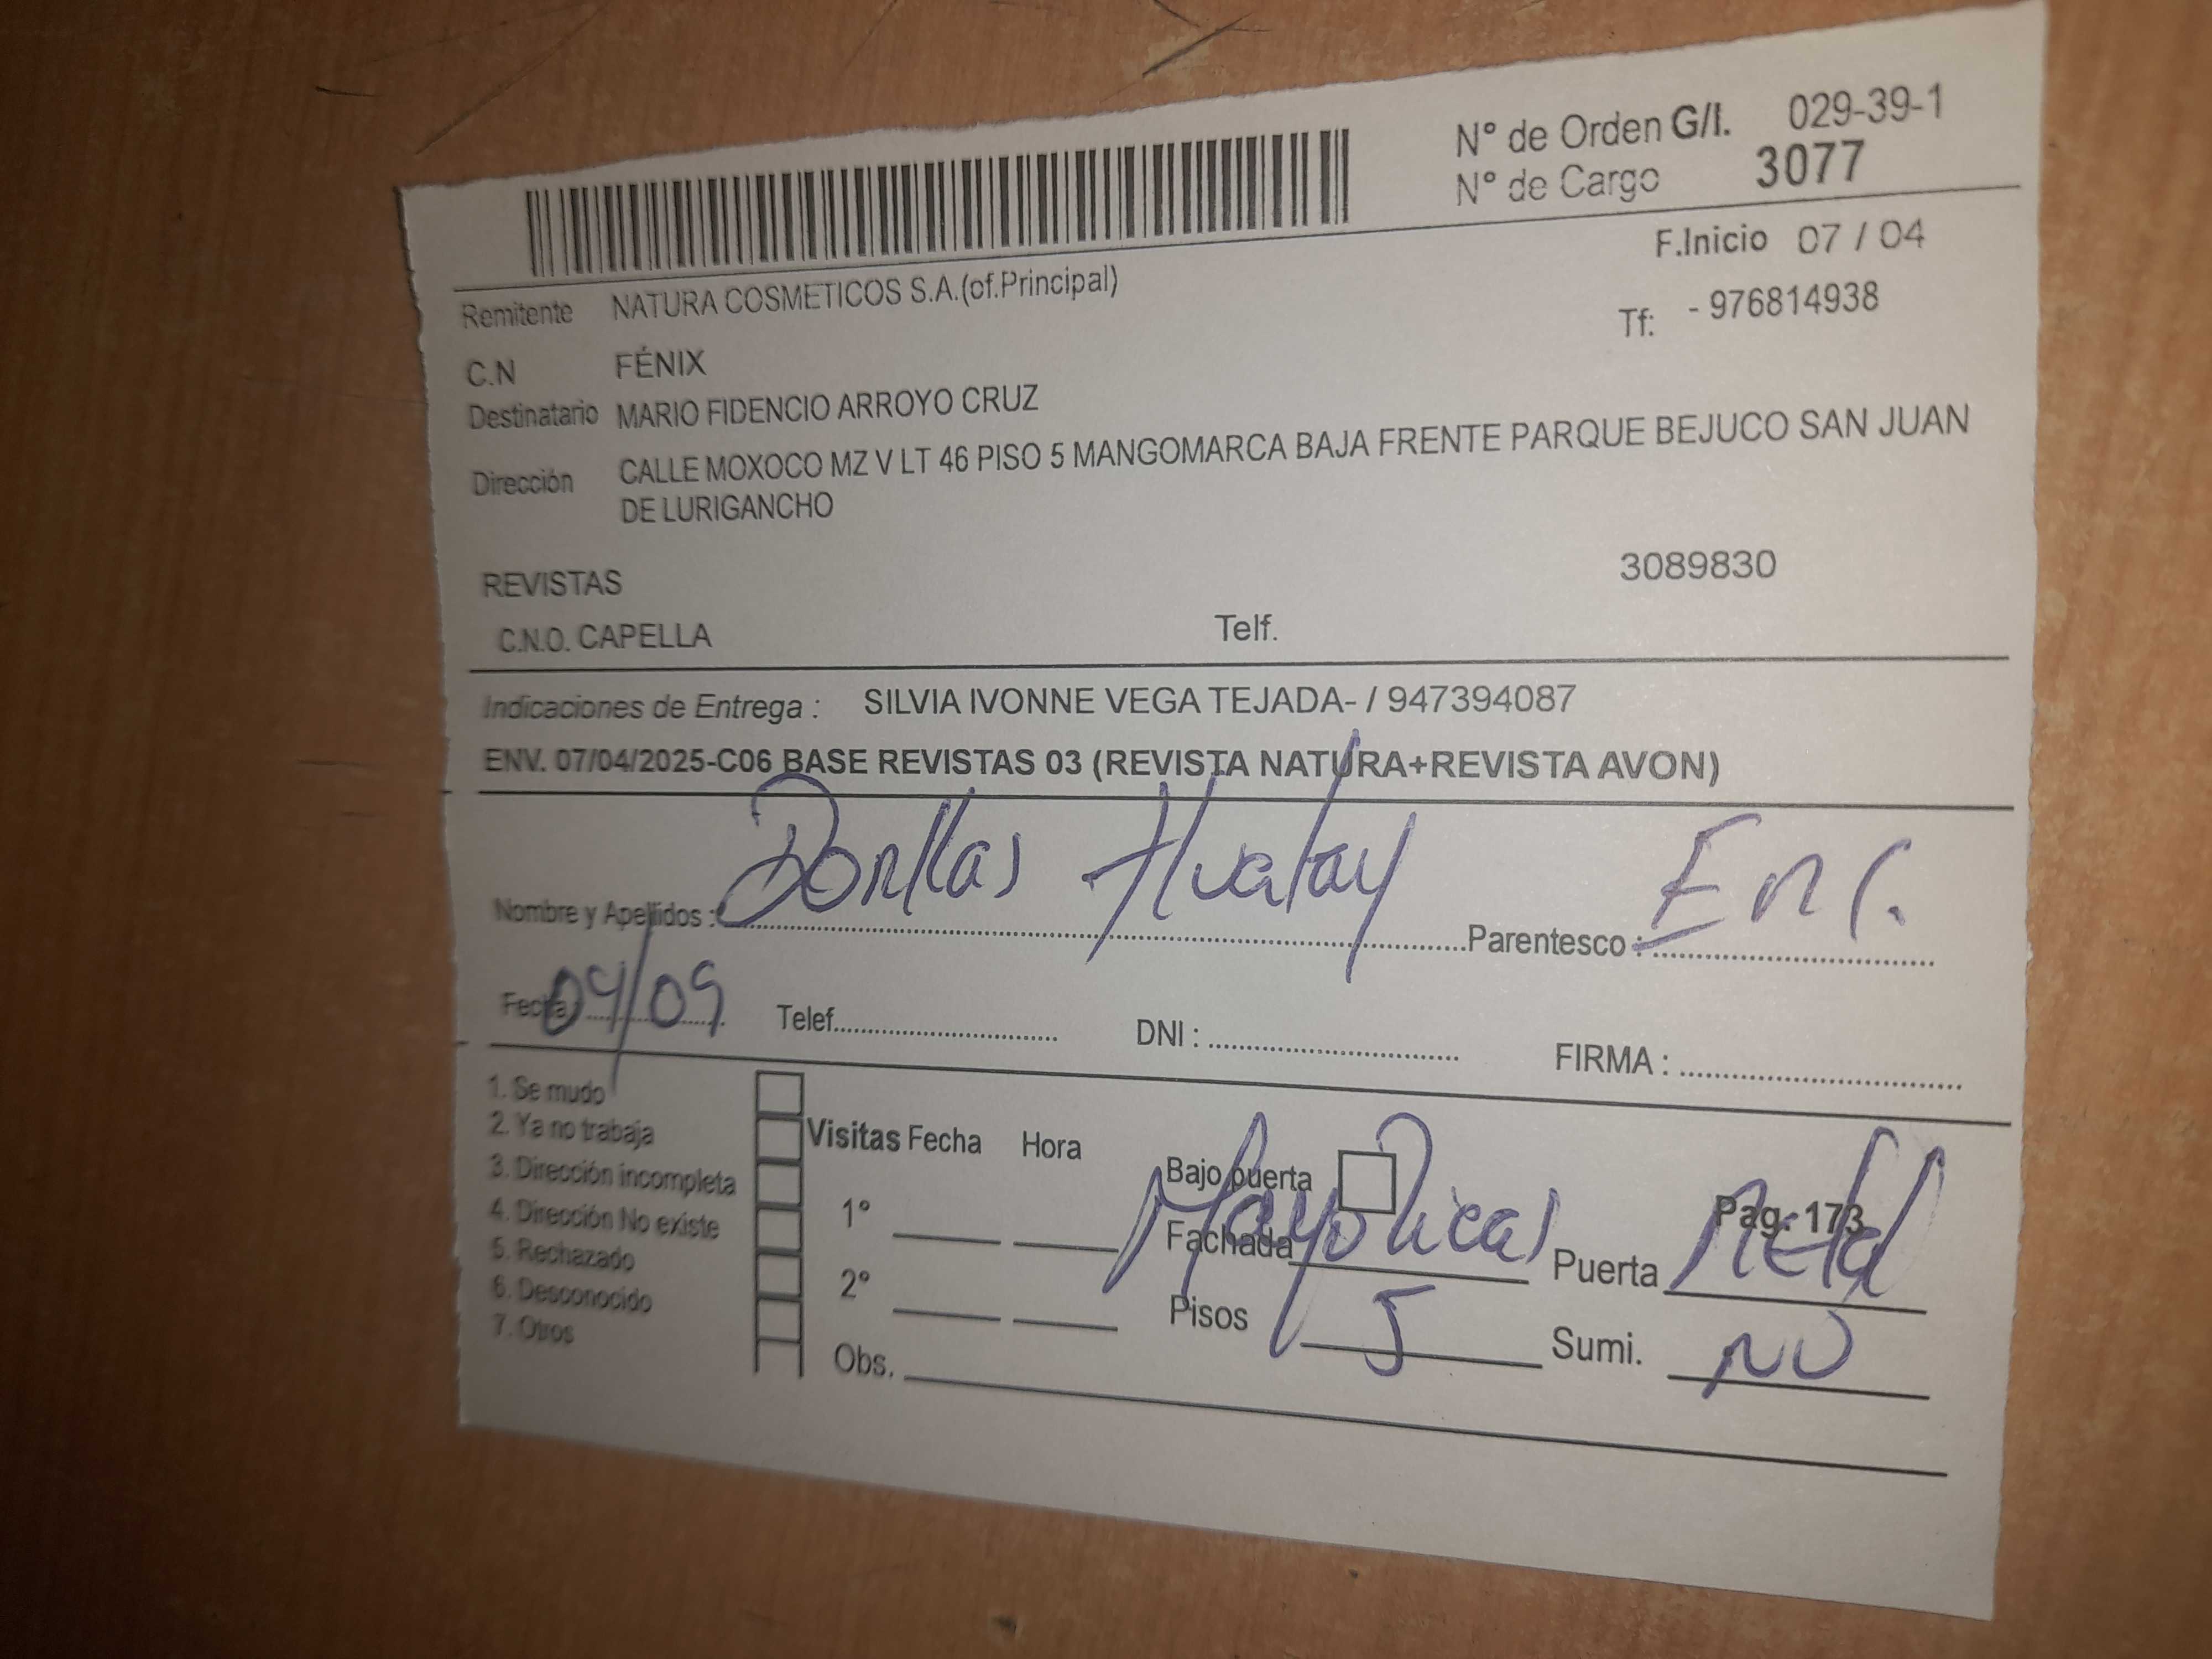 N° de Orden G/I. 029-39-1
N° de Cargo 3077
F.Inicio 07 / 04
Remitente NATURA COSMETICOS S.A.(of.Principal)
Tf: - 976814938
C.N FÉNIX
Destinatario MARIO FIDENCIO ARROYO CRUZ
Dirección CALLE MOXOCO MZ V LT 46 PISO 5 MANGOMARCA BAJA FRENTE PARQUE BEJUCO SAN JUAN
DE LURIGANCHO
REVISTAS 3089830
C.N.O. CAPELLA Telf.
Indicaciones de Entrega : SILVIA IVONNE VEGA TEJADA- / 947394087
ENV. 07/04/2025-C06 BASE REVISTAS 03 (REVISTA NATURA+REVISTA AVON)
Nombre y Apellidos : Parentesco : Enc.
Fecha : 09/09 Telef. DNI : FIRMA :
1. Se mudo
2. Ya no trabaja
3. Dirección incompleta
4. Dirección No existe
5. Rechazado
6. Desconocido
7. Otros
Visitas Fecha Hora
1°
2°
Obs.
Bajo puerta
Pag. 173
Fachada Mayolicas Puerta Metal
Pisos 5 Sumi. NO